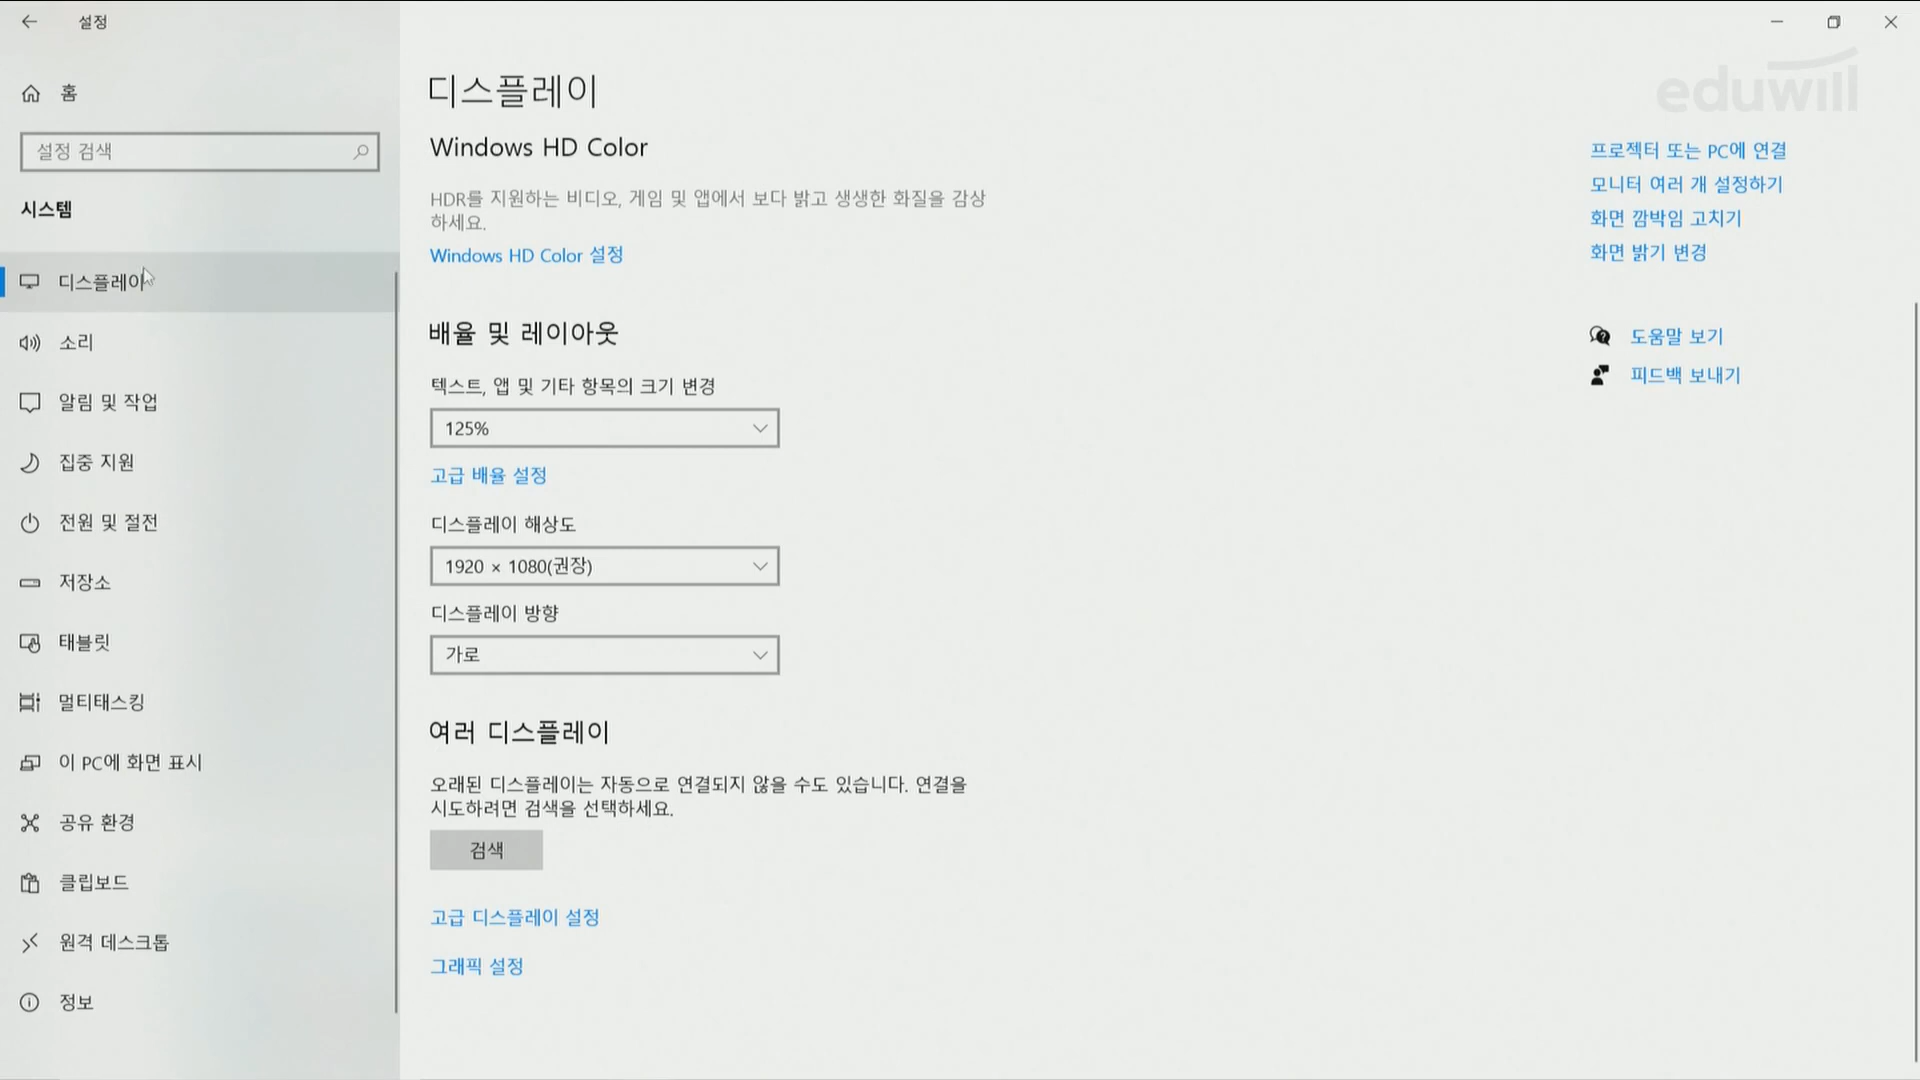 설정
홈
설정 검색
시스템
디스플레이
소리
알림 및 작업
집중 지원
전원 및 절전
저장소
태블릿
멀티태스킹
이 PC에 화면 표시
공유 환경
클립보드
원격 데스크톱
정보
디스플레이
Windows HD Color
HDR를 지원하는 비디오, 게임 및 앱에서 보다 밝고 생생한 화질을 감상
하세요.
Windows HD Color 설정
배율 및 레이아웃
텍스트, 앱 및 기타 항목의 크기 변경
125%
고급 배율 설정
디스플레이 해상도
1920 × 1080(권장)
디스플레이 방향
가로
여러 디스플레이
오래된 디스플레이는 자동으로 연결되지 않을 수도 있습니다. 연결을
시도하려면 검색을 선택하세요.
검색
고급 디스플레이 설정
그래픽 설정
eduwill
프로젝터 또는 PC에 연결
모니터 여러 개 설정하기
화면 깜박임 고치기
화면 밝기 변경
도움말 보기
피드백 보내기